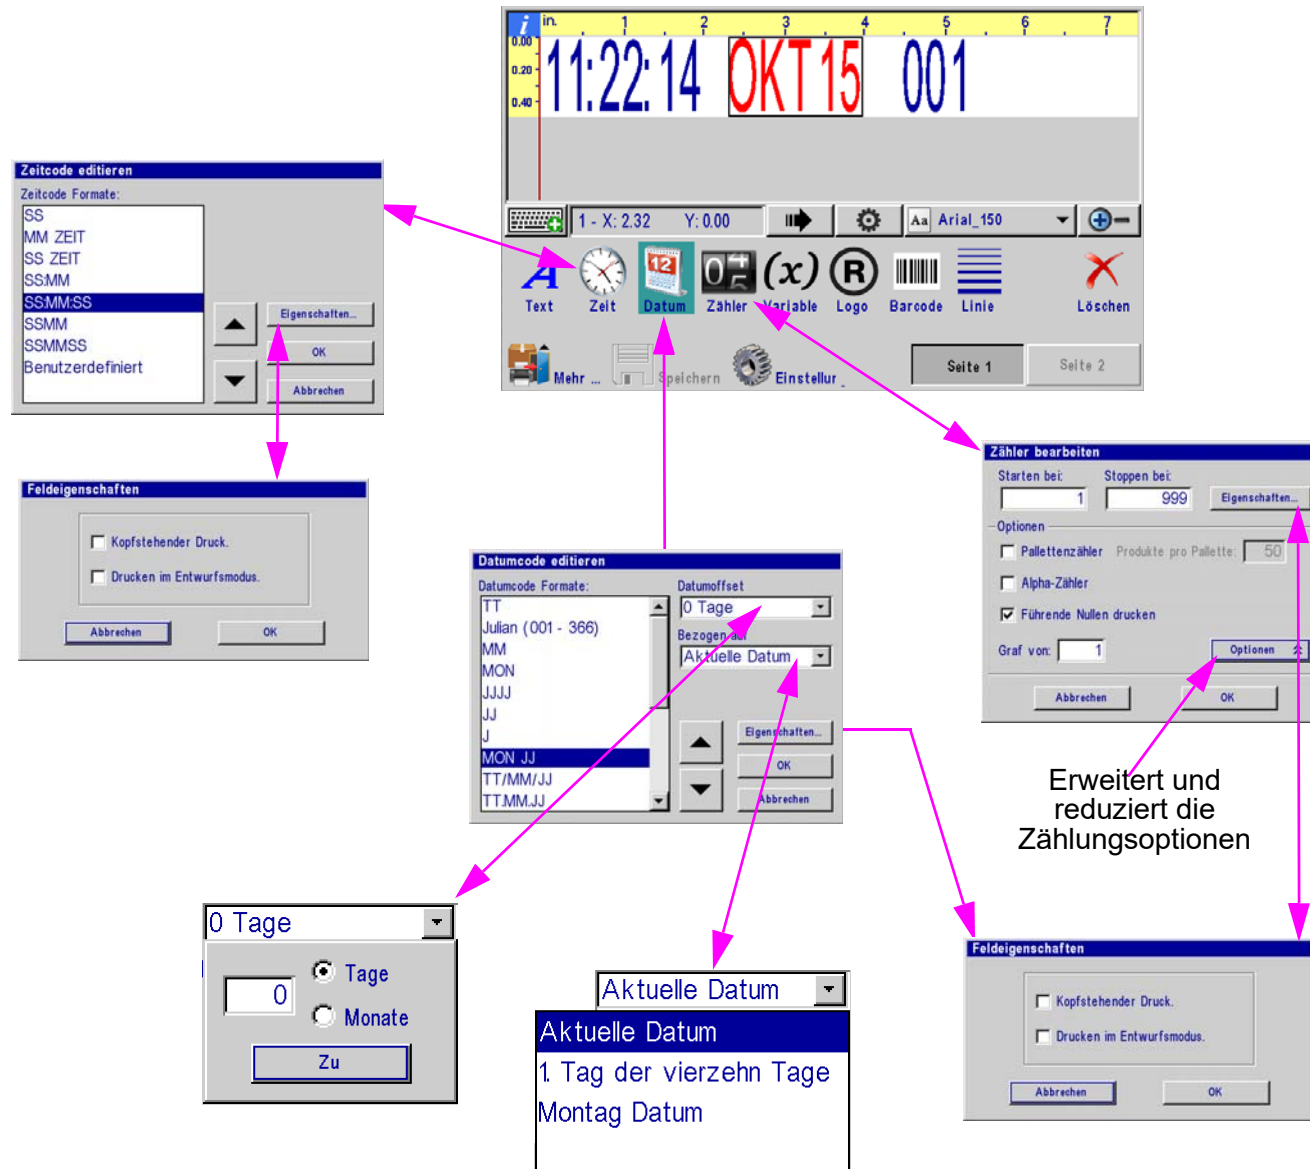 in. 1 2 3 4 5 6 7
0.00
0.20
0.40
11:22:14 OKT15 001
1 - X: 2.32 Y: 0.00 Aa Arial_150
Text Zeit Datum Zähler Variable Logo Barcode Linie Löschen
Mehr ... Speichern Einstellur Seite 1 Seite 2
Zeitcode editieren
Zeitcode Formate:
SS
MM ZEIT
SS ZEIT
SS:MM
SS:MM:SS
SSMM
SSMMSS
Benutzerdefiniert
Eigenschaften...
OK
Abbrechen
Feldeigenschaften
Kopfstehender Druck.
Drucken im Entwurfsmodus.
Abbrechen OK
Zähler bearbeiten
Starten bei: Stoppen bei:
1 999 Eigenschaften...
Optionen
Pallettenzähler Produkte pro Pallette: 50
Alpha-Zähler
Führende Nullen drucken
Graf von: 1 Optionen
Abbrechen OK
Erweitert und
reduziert die
Zählungsoptionen
Datumcode editieren
Datumcode Formate:
TT
Julian (001 - 366)
MM
MON
JJJJ
JJ
J
MON JJ
TT/MM/JJ
TT.MM.JJ
Datumoffset
0 Tage
Bezogen auf
Aktuelle Datum
Eigenschaften...
OK
Abbrechen
0 Tage
0 Tage
Monate
Zu
Aktuelle Datum
Aktuelle Datum
1. Tag der vierzehn Tage
Montag Datum
Feldeigenschaften
Kopfstehender Druck.
Drucken im Entwurfsmodus.
Abbrechen OK